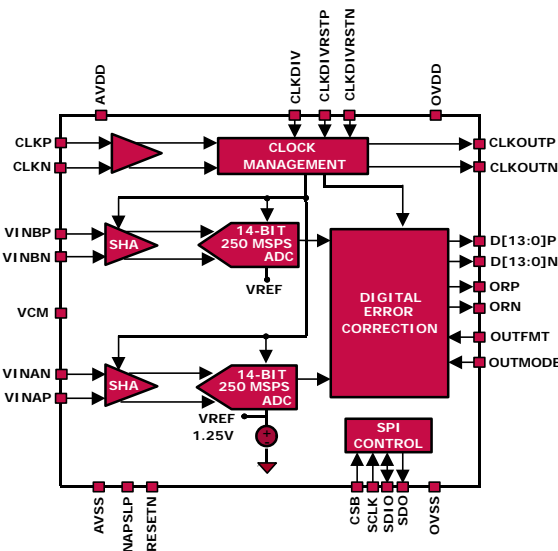 AVDD
CLKDIV
CLKDIVRSTP
CLKDIVRSTN
OVDD
CLKP
CLKN
CLOCK
MANAGEMENT
CLKOUTP
CLKOUTN
VINBP
VINBN
SHA
14-BIT
250 MSPS
ADC
VREF
D[13:0]P
D[13:0]N
ORP
ORN
DIGITAL
ERROR
CORRECTION
VCM
OUTFMT
OUTMODE
VINAN
VINAP
SHA
14-BIT
250 MSPS
ADC
VREF
1.25V
+
–
SPI
CONTROL
AVSS
NAPSLP
RESETN
CSB
SCLK
SDIO
SDO
OVSS